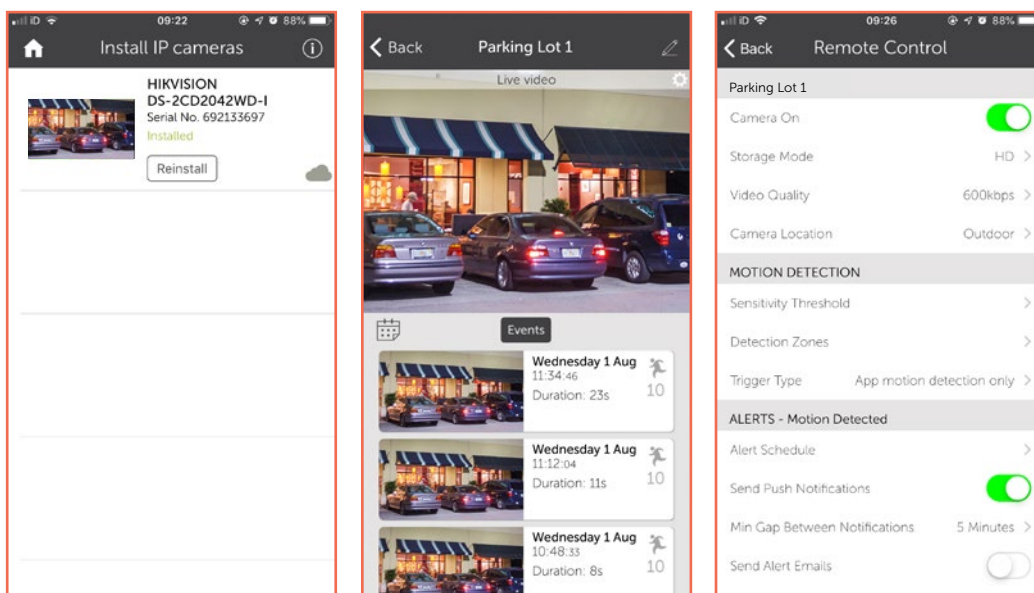 iD 09:22 88%
Install IP cameras
HIKVISION
DS-2CD2042WD-I
Serial No. 692133697
Installed
Reinstall
Back Parking Lot 1
Live video
Events
Wednesday 1 Aug
11:34:46
Duration: 23s
10
Wednesday 1 Aug
11:12:04
Duration: 11s
10
Wednesday 1 Aug
10:48:33
Duration: 8s
10
iD 09:26 88%
Back Remote Control
Parking Lot 1
Camera On
Storage Mode HD
Video Quality 600kbps
Camera Location Outdoor
MOTION DETECTION
Sensitivity Threshold
Detection Zones
Trigger Type App motion detection only
ALERTS - Motion Detected
Alert Schedule
Send Push Notifications
Min Gap Between Notifications 5 Minutes
Send Alert Emails